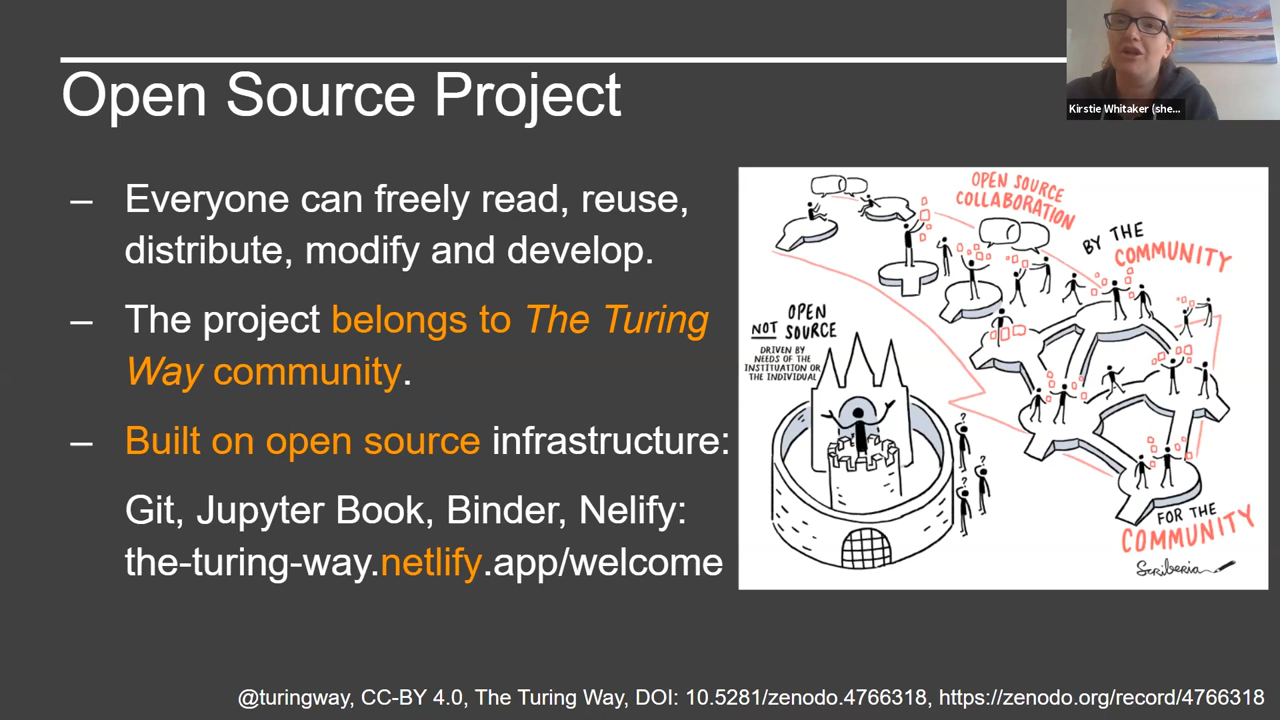 Open Source Project
Kirstie Whitaker (she...
– Everyone can freely read, reuse,
distribute, modify and develop.
– The project belongs to The Turing
Way community.
– Built on open source infrastructure:
Git, Jupyter Book, Binder, Nelify:
the-turing-way.netlify.app/welcome
OPEN SOURCE
COLLABORATION
BY THE
COMMUNITY
OPEN
NOT SOURCE
DRIVEN BY
NEEDS OF THE
INSTITUATION OR
THE INDIVIDUAL
?
?
?
FOR THE
COMMUNITY
Scriberia
@turingway, CC-BY 4.0, The Turing Way, DOI: 10.5281/zenodo.4766318, https://zenodo.org/record/4766318